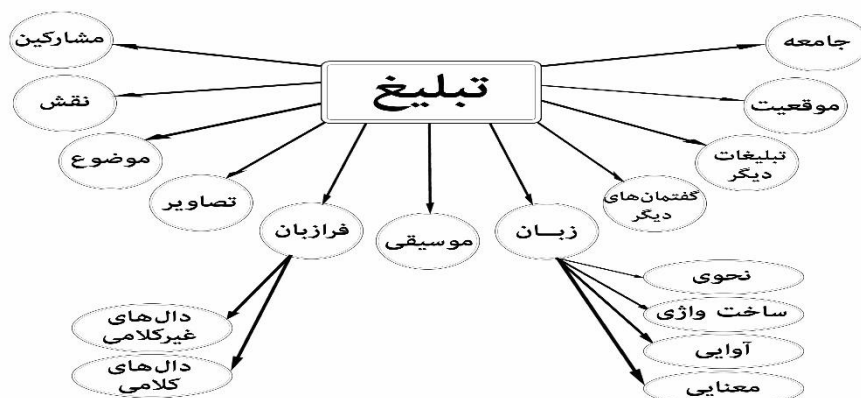 تبلیغ
جامعه
موقعیت
تبلیغات
دیگر
گفتمان‌های
دیگر
زبـان
موسیقی
فرازبان
تصاویر
موضوع
نقش
مشارکین
نحوی
ساخت واژی
آوایی
معنایی
دال‌های
غیرکلامی
دال‌های
کلامی